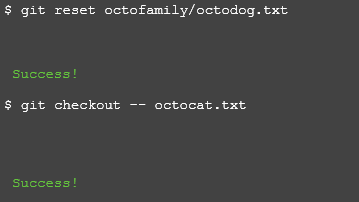 $ git reset octofamily/octodog.txt
Success!
$ git checkout -- octocat.txt
Success!